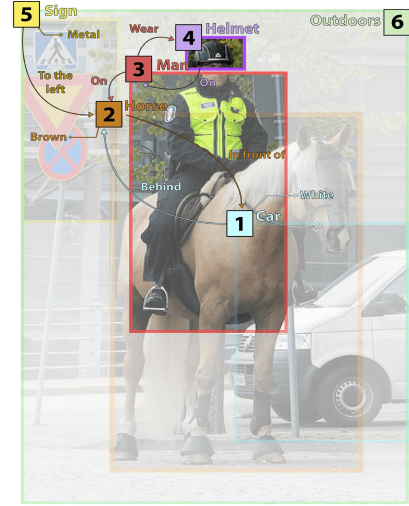 5 Sign
Metal
To the
left
Wear
4 Helmet
Outdoors 6
3 Man
On
On
2 Horse
Brown
In front of
Behind
White
1 Car